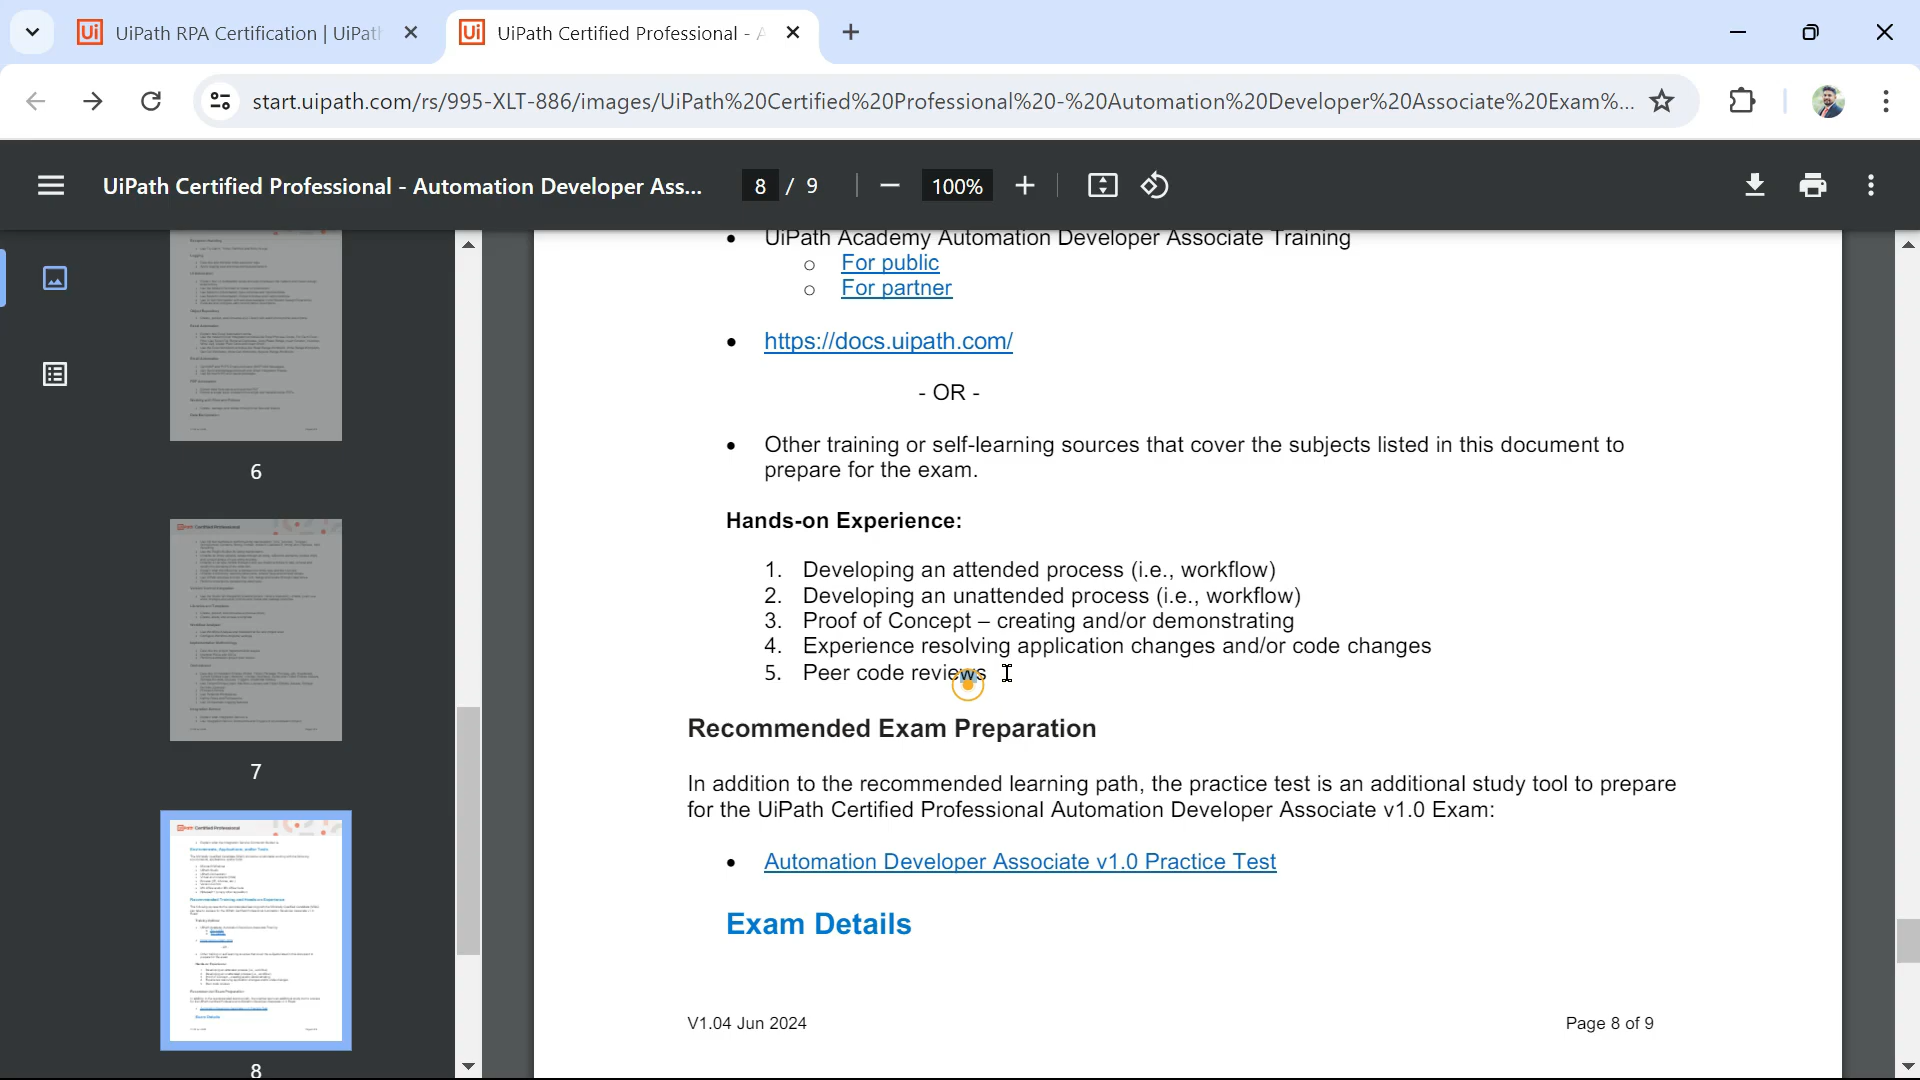 UiPath RPA Certification | UiPat
UiPath Certified Professional - A
start.uipath.com/rs/995-XLT-886/images/UiPath%20Certified%20Professional%20-%20Automation%20Developer%20Associate%20Exam%...
UiPath Certified Professional - Automation Developer Ass...
8 / 9
100%
6
7
8
UiPath Academy Automation Developer Associate Training
For public
For partner
https://docs.uipath.com/
- OR -
Other training or self-learning sources that cover the subjects listed in this document to
prepare for the exam.
Hands-on Experience:
1. Developing an attended process (i.e., workflow)
2. Developing an unattended process (i.e., workflow)
3. Proof of Concept – creating and/or demonstrating
4. Experience resolving application changes and/or code changes
5. Peer code reviews
Recommended Exam Preparation
In addition to the recommended learning path, the practice test is an additional study tool to prepare
for the UiPath Certified Professional Automation Developer Associate v1.0 Exam:
Automation Developer Associate v1.0 Practice Test
Exam Details
V1.04 Jun 2024
Page 8 of 9